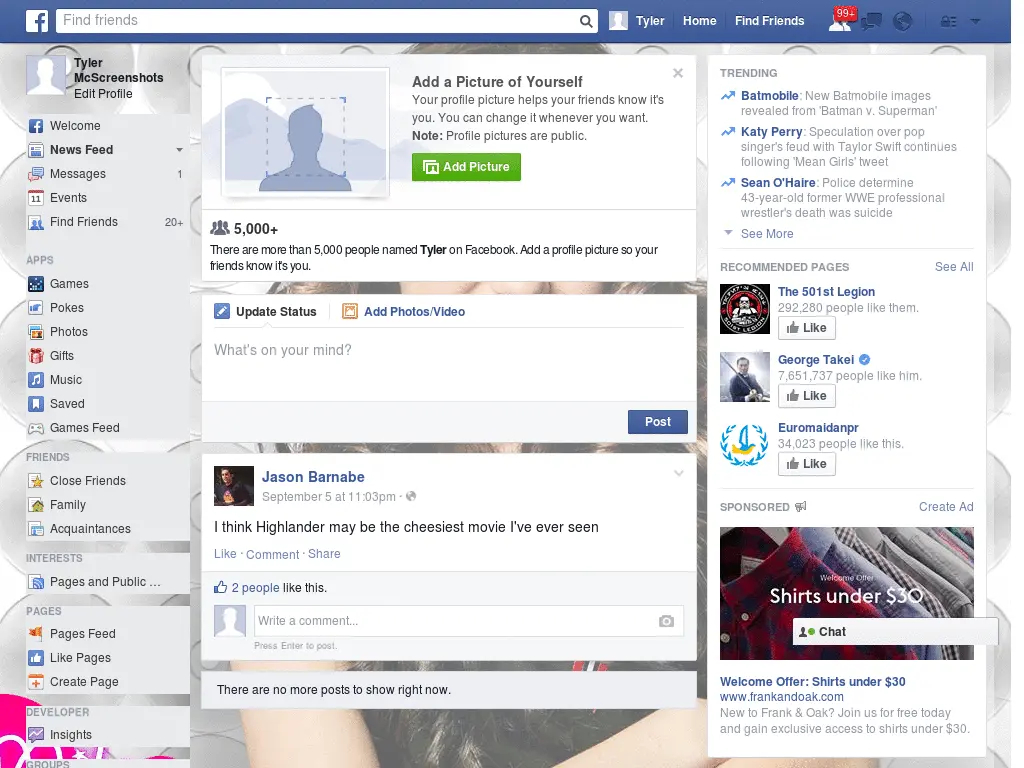 Find friends
Tyler
Home
Find Friends
99+
Tyler
McScreenshots
Edit Profile
Welcome
News Feed
Messages 1
Events
Find Friends 20+
APPS
Games
Pokes
Photos
Gifts
Music
Saved
Games Feed
FRIENDS
Close Friends
Family
Acquaintances
INTERESTS
Pages and Public ...
PAGES
Pages Feed
Like Pages
Create Page
DEVELOPER
Insights
GROUPS
Add a Picture of Yourself
Your profile picture helps your friends know it's
you. You can change it whenever you want.
Note: Profile pictures are public.
Add Picture
5,000+
There are more than 5,000 people named Tyler on Facebook. Add a profile picture so your
friends know it's you.
Update Status
Add Photos/Video
What's on your mind?
Post
Jason Barnabe
September 5 at 11:03pm ·
I think Highlander may be the cheesiest movie I've ever seen
Like · Comment · Share
2 people like this.
Write a comment...
Press Enter to post.
There are no more posts to show right now.
TRENDING
Batmobile: New Batmobile images
revealed from 'Batman v. Superman'
Katy Perry: Speculation over pop
singer's feud with Taylor Swift continues
following 'Mean Girls' tweet
Sean O'Haire: Police determine
43-year-old former WWE professional
wrestler's death was suicide
See More
RECOMMENDED PAGES See All
The 501st Legion
292,280 people like them.
Like
George Takei
7,651,737 people like him.
Like
Euromaidanpr
34,023 people like this.
Like
SPONSORED Create Ad
Welcome Offer
Shirts under $30
Chat
Welcome Offer: Shirts under $30
www.frankandoak.com
New to Frank & Oak? Join us for free today
and gain exclusive access to shirts under $30.